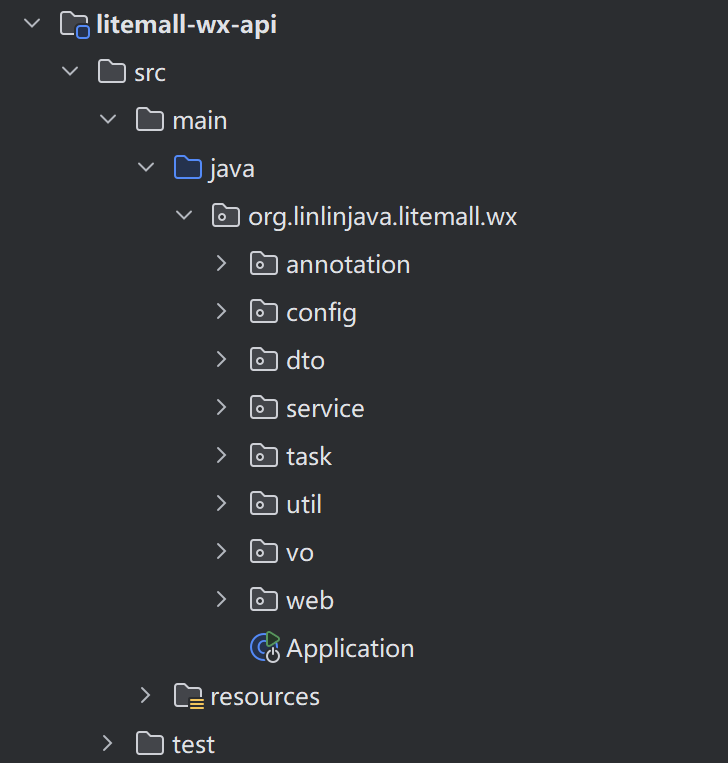 litemall-wx-api
src
main
java
org.linlinjava.litemall.wx
annotation
config
dto
service
task
util
vo
web
Application
resources
test